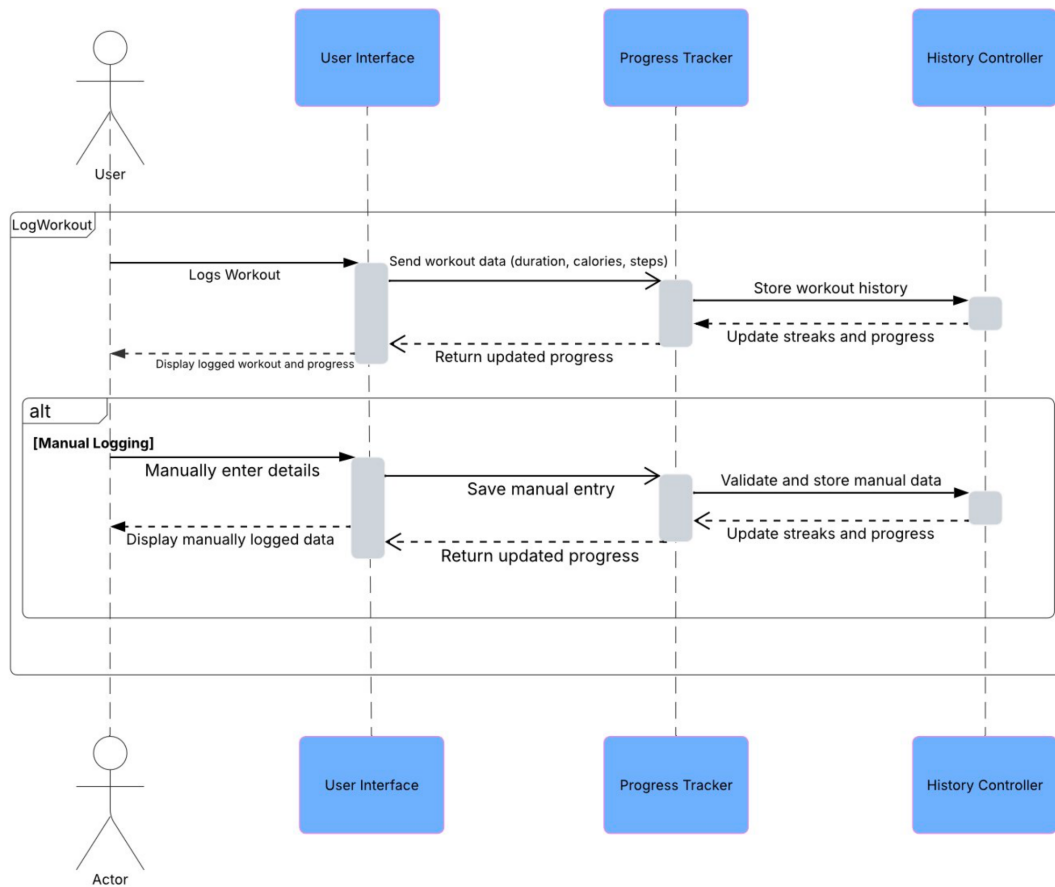 User Interface
Progress Tracker
History Controller
User
LogWorkout
Send workout data (duration, calories, steps)
Logs Workout
Store workout history
Update streaks and progress
Return updated progress
Display logged workout and progress
alt
[Manual Logging]
Manually enter details
Save manual entry
Validate and store manual data
Update streaks and progress
Display manually logged data
Return updated progress
User Interface
Progress Tracker
History Controller
Actor